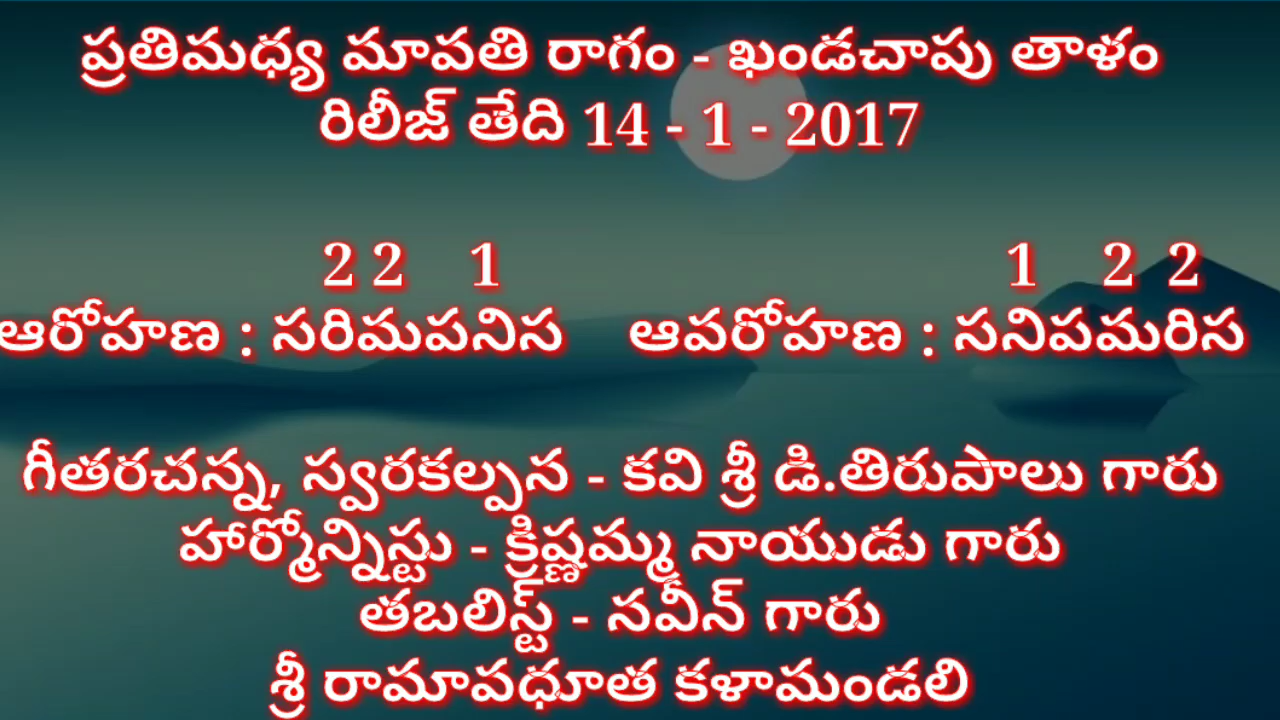 ప్రతిమధ్య మావతి రాగం - ఖండచాపు తాళం
రిలీజ్ తేది 14 - 1 - 2017
2 2 1 1 2 2
ఆరోహణ : సరిమపనిస ఆవరోహణ : సనిపమరిస
గీతరచన్న, స్వరకల్పన - కవి శ్రీ డి.తిరుపాలు గారు
హార్మోన్నిస్టు - క్రిష్ణమ్మ నాయుడు గారు
తబలిస్ట్ - నవీన్ గారు
శ్రీ రామావధూత కళామండలి